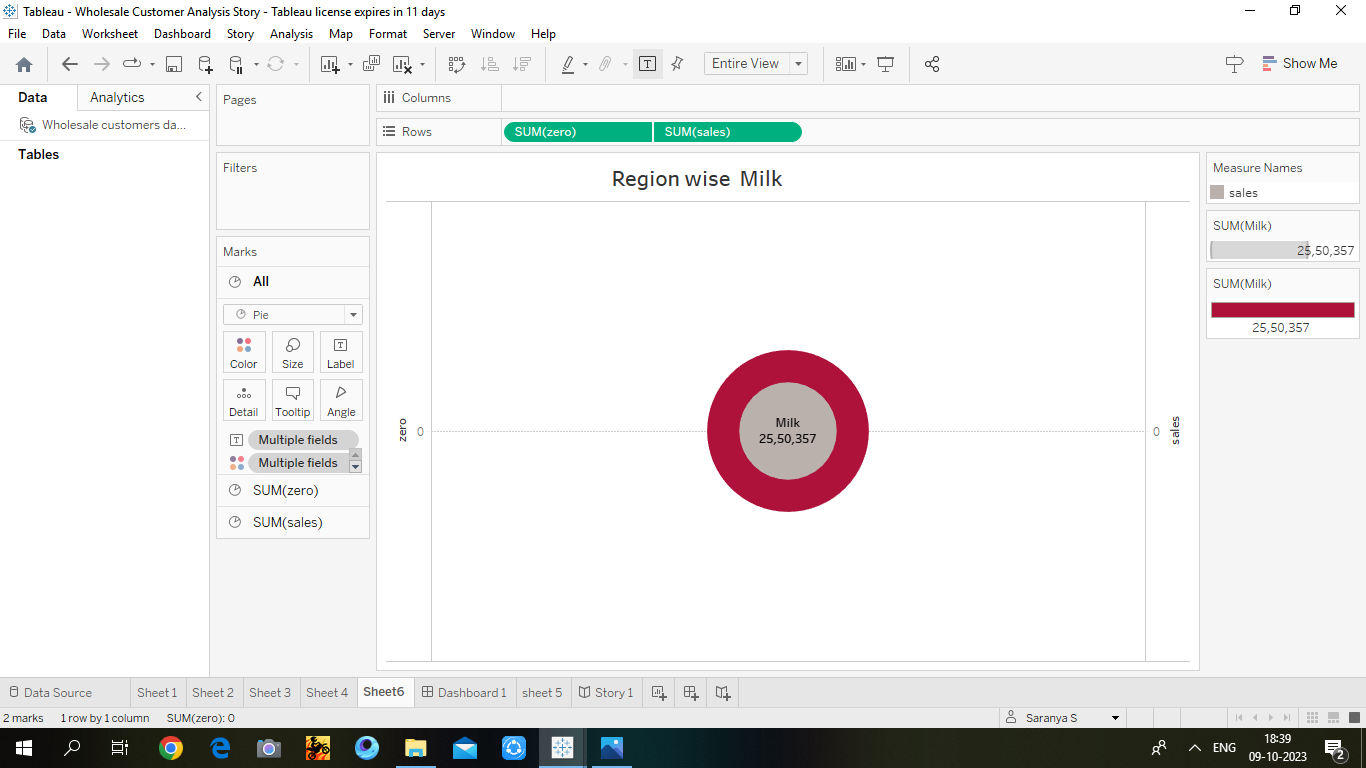 Tableau - Wholesale Customer Analysis Story - Tableau license expires in 11 days
File Data Worksheet Dashboard Story Analysis Map Format Server Window Help
Entire View
Show Me
Data Analytics
Wholesale customers da...
Tables
Pages
Filters
Marks
All
Pie
Color Size Label
Detail Tooltip Angle
Multiple fields
Multiple fields
SUM(zero)
SUM(sales)
Columns
Rows SUM(zero) SUM(sales)
Region wise Milk
zero
0
Milk
25,50,357
0
sales
Measure Names
sales
SUM(Milk)
25,50,357
SUM(Milk)
25,50,357
Data Source Sheet 1 Sheet 2 Sheet 3 Sheet 4 Sheet6 Dashboard 1 sheet 5 Story 1
2 marks 1 row by 1 column SUM(zero): 0 Saranya S
ENG 18:39
09-10-2023 2